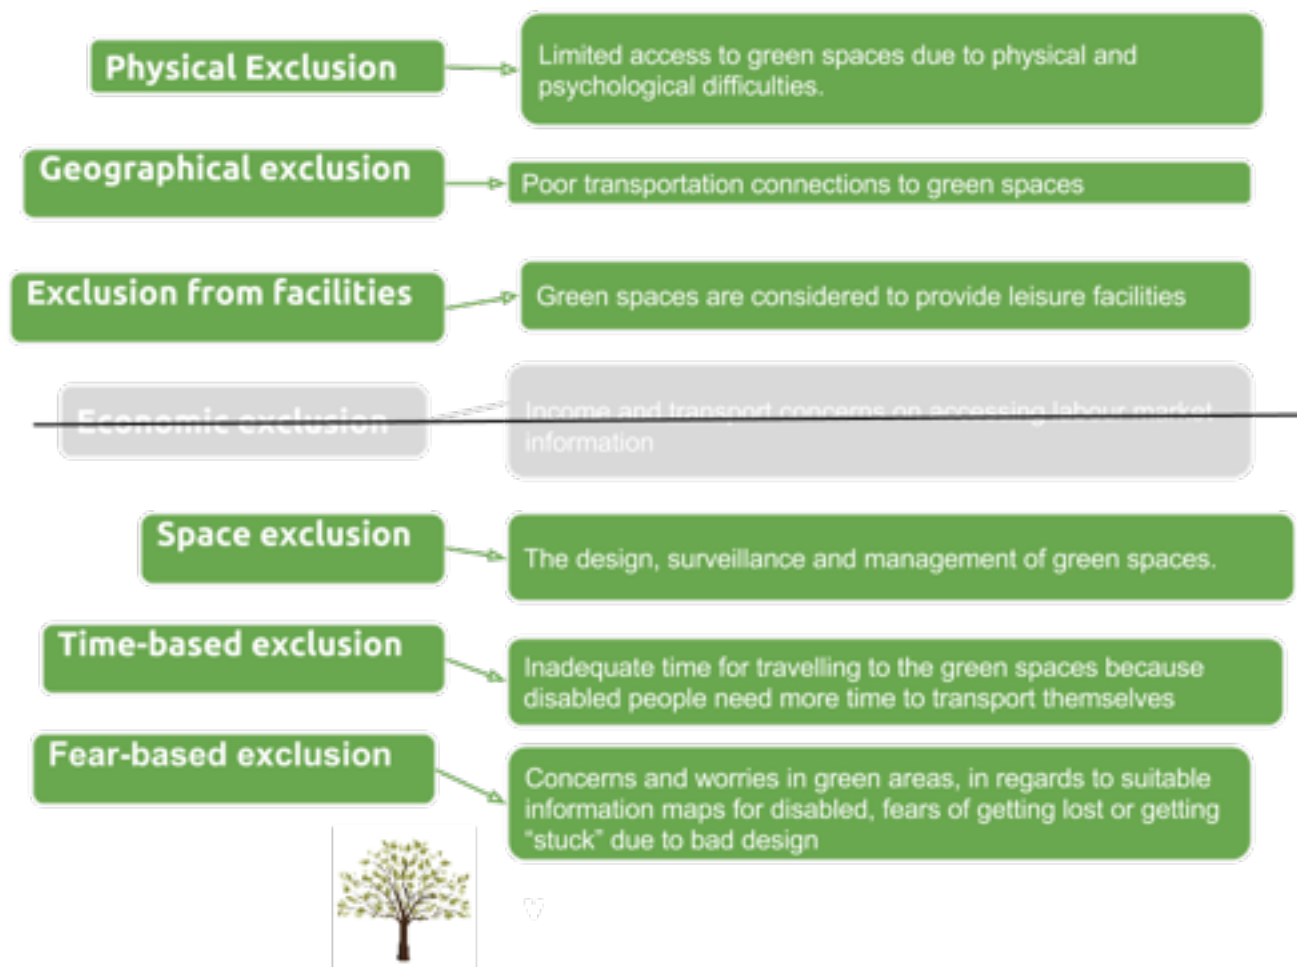 Physical Exclusion
Limited access to green spaces due to physical and
psychological difficulties.
Geographical exclusion
Poor transportation connections to green spaces
Exclusion from facilities
Green spaces are considered to provide leisure facilities
Economic exclusion
Income and transport concerns on accessing labour market
information
Space exclusion
The design, surveillance and management of green spaces.
Time-based exclusion
Inadequate time for travelling to the green spaces because
disabled people need more time to transport themselves
Fear-based exclusion
Concerns and worries in green areas, in regards to suitable
information maps for disabled, fears of getting lost or getting
“stuck” due to bad design